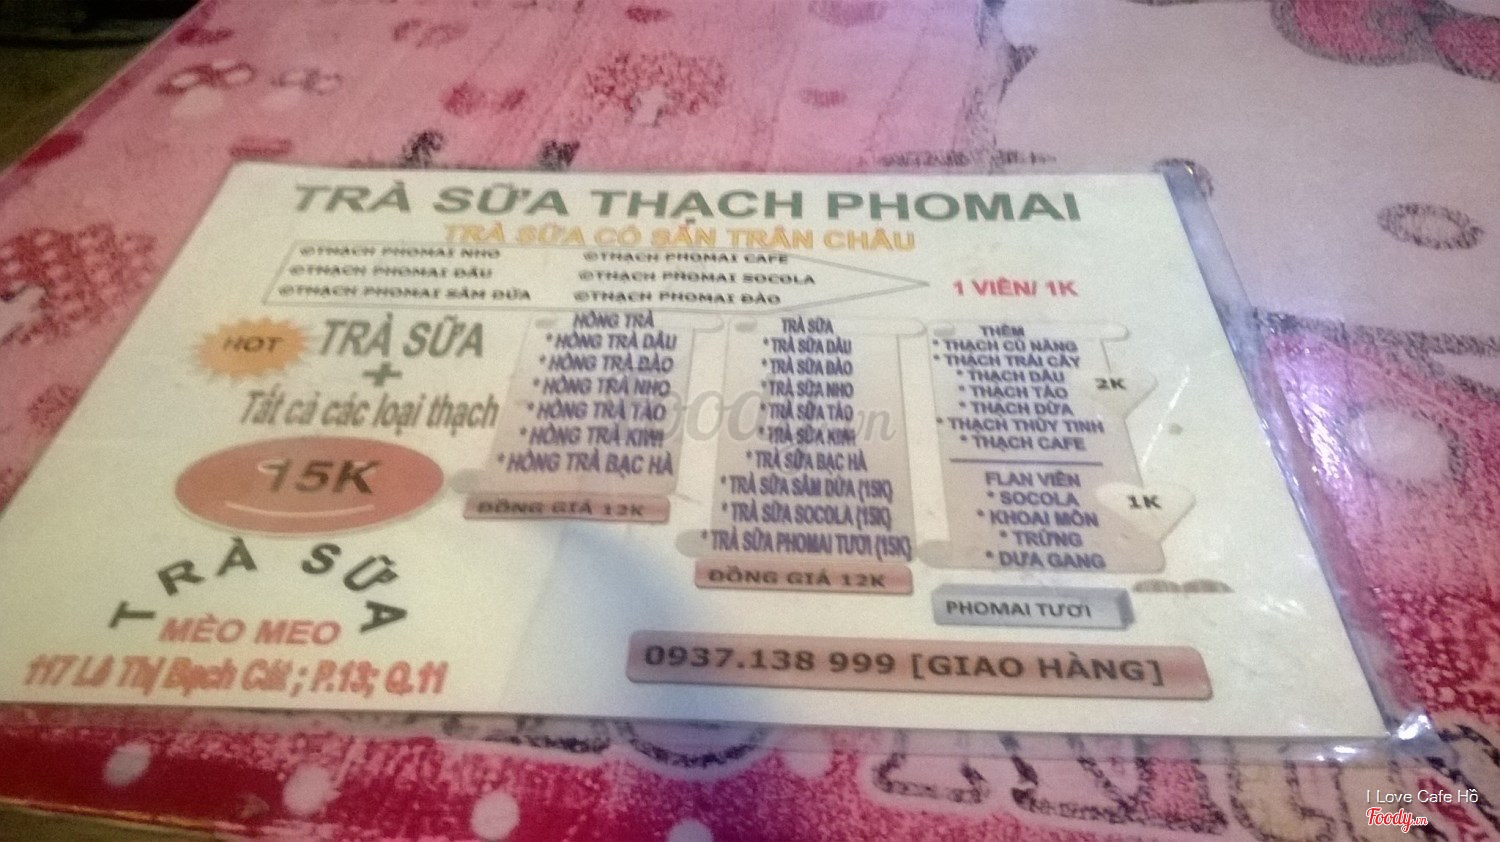 TRÀ SỮA THẠCH PHOMAI
TRÀ SỮA CÓ SẴN TRÂN CHÂU
©THẠCH PHOMAI NHO
©THẠCH PHOMAI DÂU
©THẠCH PHOMAI SÂM DỨA
©THẠCH PHOMAI CAFE
©THẠCH PHOMAI SOCOLA
©THẠCH PHOMAI ĐÀO
1 VIÊN/ 1K
HOT
TRÀ SỮA
+
Tất cả các loại thạch
15K
TRÀ SỮA
MÈO MEO
117 Lê Thị Bạch Cát ; P.13; Q.11
HỒNG TRÀ
* HỒNG TRÀ DÂU
* HỒNG TRÀ ĐÀO
* HỒNG TRÀ NHO
* HỒNG TRÀ TÁO
* HỒNG TRÀ KIWI
* HỒNG TRÀ BẠC HÀ
ĐỒNG GIÁ 12K
TRÀ SỮA
* TRÀ SỮA DÂU
* TRÀ SỮA ĐÀO
* TRÀ SỮA NHO
* TRÀ SỮA TÁO
* TRÀ SỮA KIWI
* TRÀ SỮA BẠC HÀ
* TRÀ SỮA SÂM DỨA (15K)
* TRÀ SỮA SOCOLA (15K)
* TRÀ SỮA PHOMAI TƯƠI (15K)
ĐỒNG GIÁ 12K
THÊM
* THẠCH CỦ NĂNG
* THẠCH TRÁI CÂY
* THẠCH DÂU
* THẠCH TÁO
* THẠCH DỪA
* THẠCH THỦY TINH
* THẠCH CAFE
2K
FLAN VIÊN
* SOCOLA
* KHOAI MÔN
* TRỨNG
* DƯA GANG
1K
PHOMAI TƯƠI
0937.138 999 [GIAO HÀNG]
I Love Cafe Hồ
Foody.vn